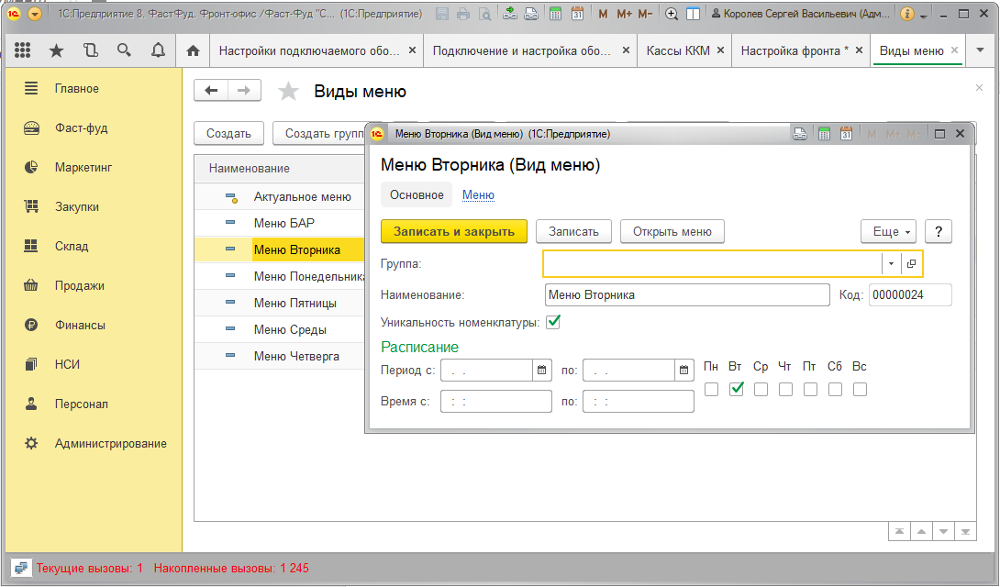 1С:Предприятие 8. ФастФуд. Фронт-офис /Фаст-Фуд "С... (1С:Предприятие) M M+ M- Королев Сергей Васильевич (Адм...
Настройки подключаемого обо... Подключение и настройка обо... Кассы ККМ Настройка фронта * Виды меню
Главное
Фаст-фуд
Маркетинг
Закупки
Склад
Продажи
Финансы
НСИ
Персонал
Администрирование
Виды меню
Создать Создать групп
Наименование
Актуальное меню
Меню БАР
Меню Вторника
Меню Понедельника
Меню Пятницы
Меню Среды
Меню Четверга
Меню Вторника (Вид меню) (1С:Предприятие) M M+ M-
Меню Вторника (Вид меню)
Основное Меню
Записать и закрыть Записать Открыть меню Еще ?
Группа:
Наименование: Меню Вторника Код: 00000024
Уникальность номенклатуры:
Расписание
Пн Вт Ср Чт Пт Сб Вс
Период с: . . по: . .
Время с: : : по: : :
Текущие вызовы: 1 Накопленные вызовы: 1 245